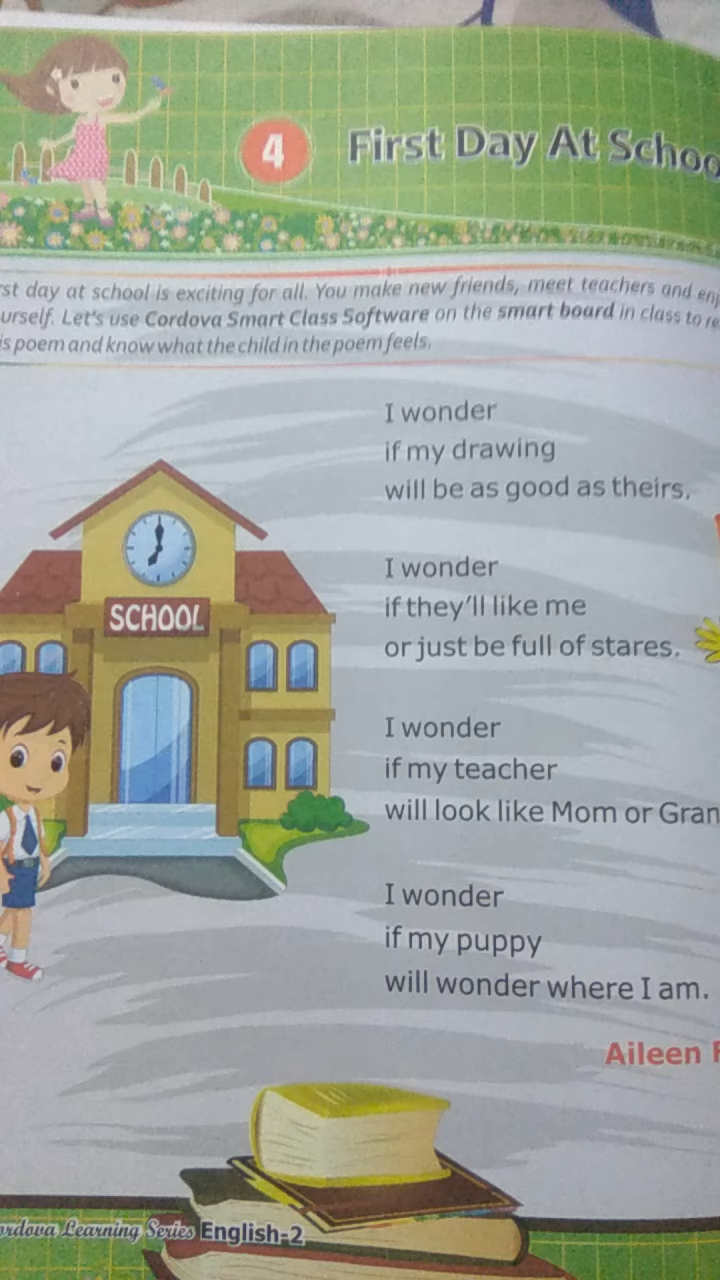 4
First Day At Schoo
rst day at school is exciting for all. You make new friends, meet teachers and enj
urself. Let's use Cordova Smart Class Software on the smart board in class to re
is poem and know what the child in the poem feels.
I wonder
if my drawing
will be as good as theirs.
I wonder
if they'll like me
or just be full of stares.
I wonder
if my teacher
will look like Mom or Gran
I wonder
if my puppy
will wonder where I am.
Aileen F
SCHOOL
ordova Learning Series English-2